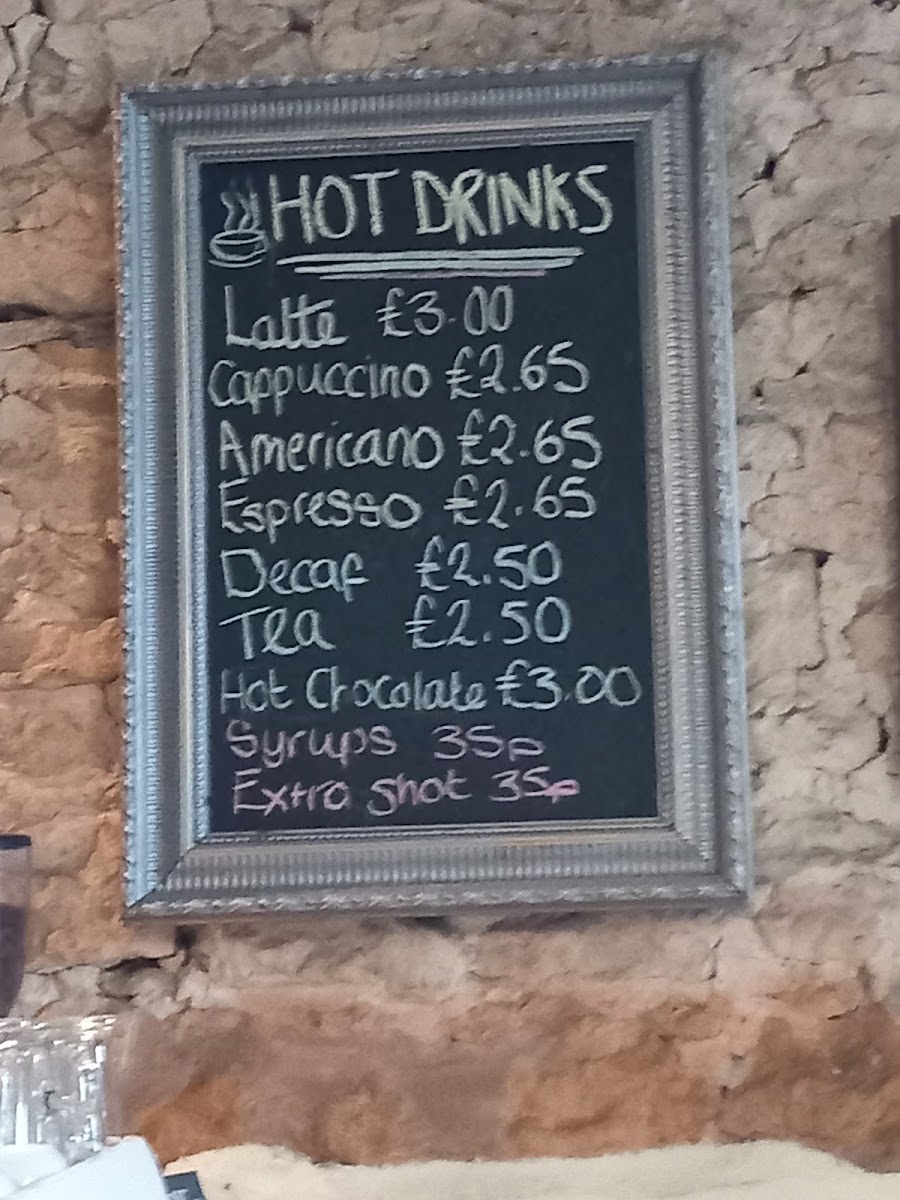 HOT DRINKS
Latte £3.00
Cappuccino £2.65
Americano £2.65
Espresso £2.65
Decaf £2.50
Tea £2.50
Hot Chocolate £3.00
Syrups 35p
Extra Shot 35p